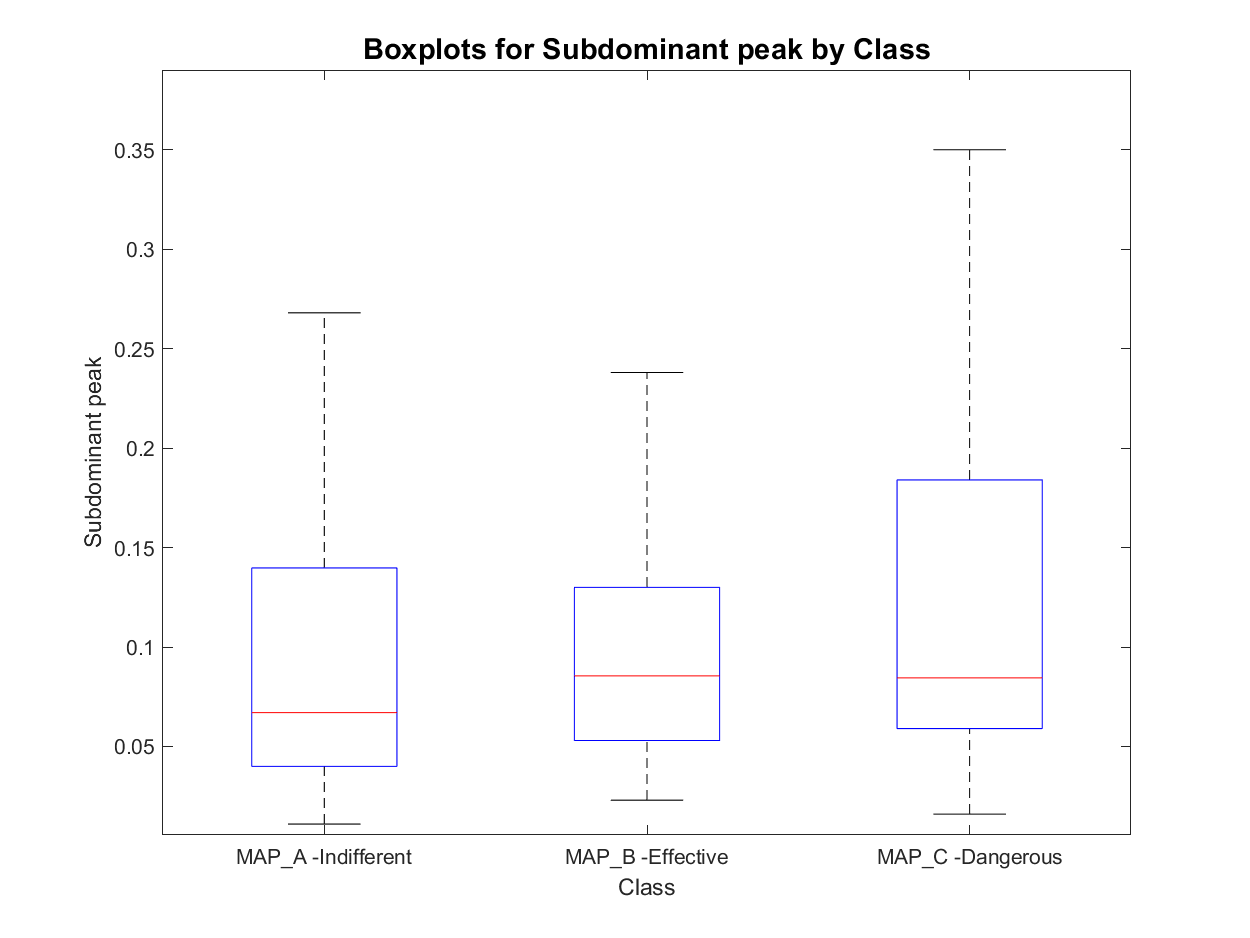 Boxplots for Subdominant peak by Class
0.35
0.3
0.25
0.2
0.15
0.1
0.05
Subdominant peak
MAP_A -Indifferent
MAP_B -Effective
MAP_C -Dangerous
Class